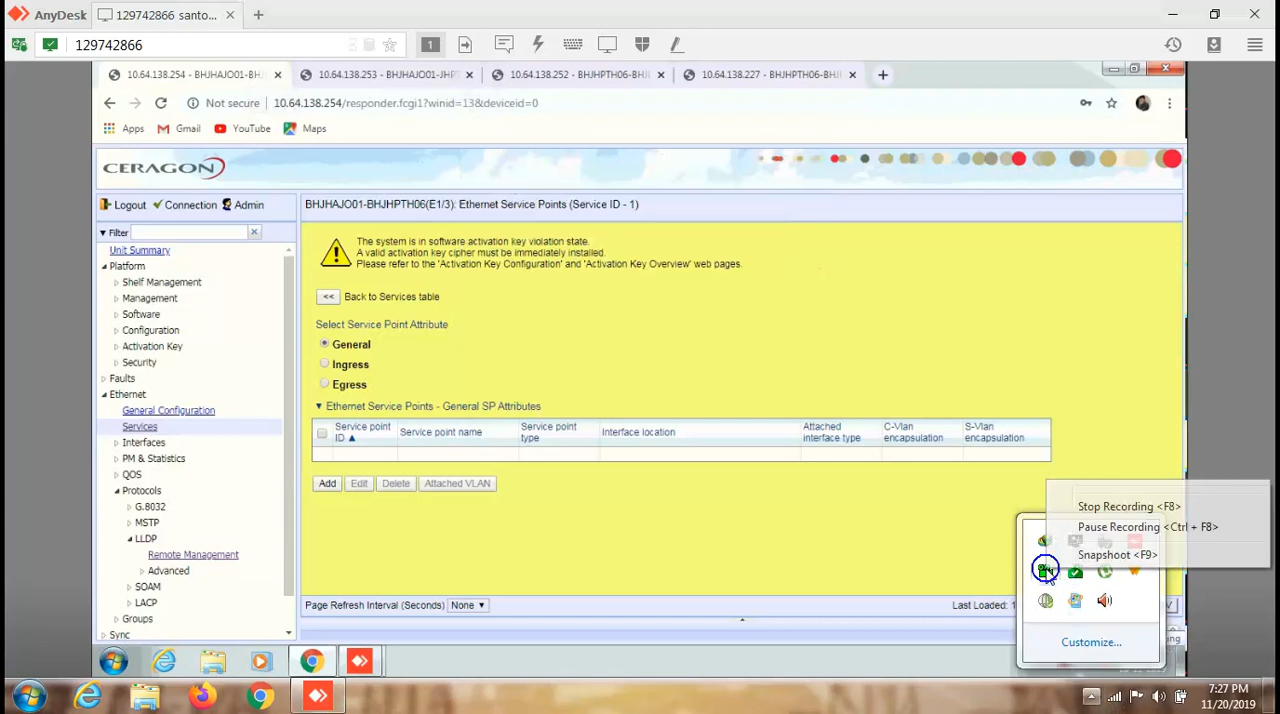 AnyDesk 129742866 santo...
129742866
1
10.64.138.254 - BHJHAJO01-BHJ 10.64.138.253 - BHJHAJO01-JHP 10.64.138.252 - BHJHPTH06-BHJ 10.64.138.227 - BHJHPTH06-BHJ
Not secure 10.64.138.254/responder.fcgi1?winid=13&deviceid=0
Apps Gmail YouTube Maps
CERAGON
Logout Connection Admin
BHJHAJO01-BHJHPTH06(E1/3): Ethernet Service Points (Service ID - 1)
Filter
Unit Summary
Platform
Shelf Management
Management
Software
Configuration
Activation Key
Security
Faults
Ethernet
General Configuration
Services
Interfaces
PM & Statistics
QOS
Protocols
G.8032
MSTP
LLDP
Remote Management
Advanced
SOAM
LACP
Groups
Sync
The system is in software activation key violation state.
A valid activation key cipher must be immediately installed.
Please refer to the 'Activation Key Configuration' and 'Activation Key Overview' web pages.
<< Back to Services table
Select Service Point Attribute
General
Ingress
Egress
Ethernet Service Points - General SP Attributes
Service point ID ▲ Service point name Service point type Interface location Attached interface type C-Vlan encapsulation S-Vlan encapsulation
Add Edit Delete Attached VLAN
Stop Recording <F8>
Pause Recording <Ctrl + F8>
Snapshoot <F9>
Page Refresh Interval (Seconds) None Last Loaded: 1
Customize...
7:27 PM
11/20/2019